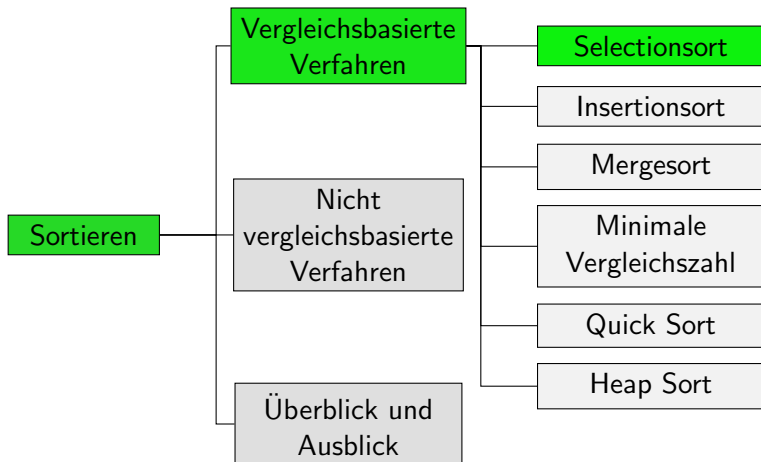 Sortieren
Vergleichsbasierte
Verfahren
Selectionsort
Insertionsort
Mergesort
Minimale
Vergleichszahl
Quick Sort
Heap Sort
Nicht
vergleichsbasierte
Verfahren
Überblick und
Ausblick